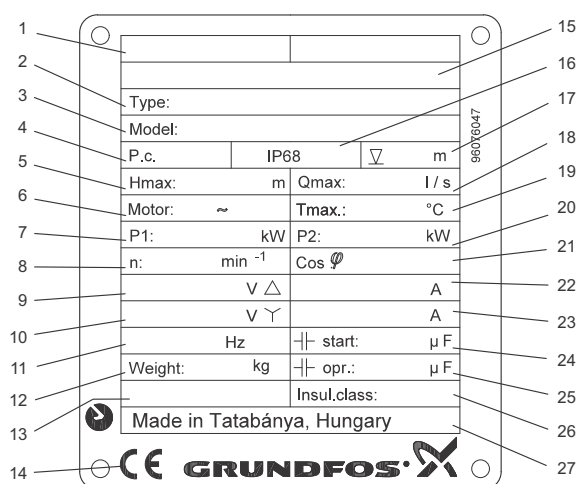 1
2
3
4
5
6
7
8
9
10
11
12
13
14
15
16
17
18
19
20
21
22
23
24
25
26
27
Type:
Model:
P.c. IP68 m
Hmax: m Qmax: l / s
Motor: ~ Tmax.: °C
P1: kW P2: kW
n: min -1 Cos φ
V △ A
V Y A
Hz ⊣⊢ start: µF
Weight: kg ⊣⊢ opr.: µF
Insul.class:
Made in Tatabánya, Hungary
CE GRUNDFOS
96076047